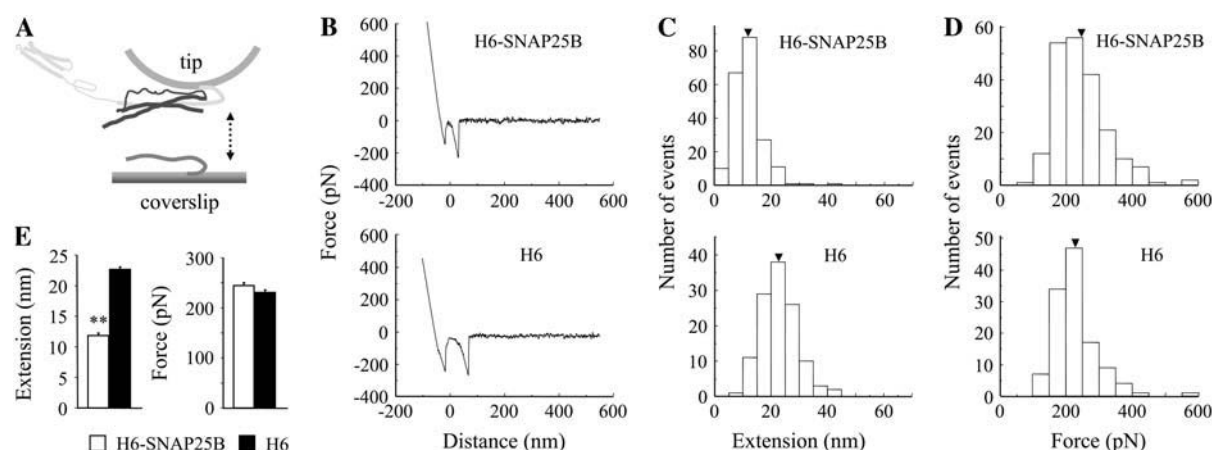 A
tip
coverslip
B
H6-SNAP25B
600
400
200
0
-200
-400
Force (pN)
H6
600
400
200
0
-200
-400
-200 0 200 400 600
Distance (nm)
C
H6-SNAP25B
80
60
40
20
0
0 20 40 60
Number of events
H6
40
30
20
10
0
0 20 40 60
Extension (nm)
D
H6-SNAP25B
60
40
20
0
Number of events
H6
50
40
30
20
10
0
0 200 400 600
Force (pN)
E
25
20
15
10
5
0
Extension (nm)
**
300
200
100
0
Force (pN)
H6-SNAP25B H6